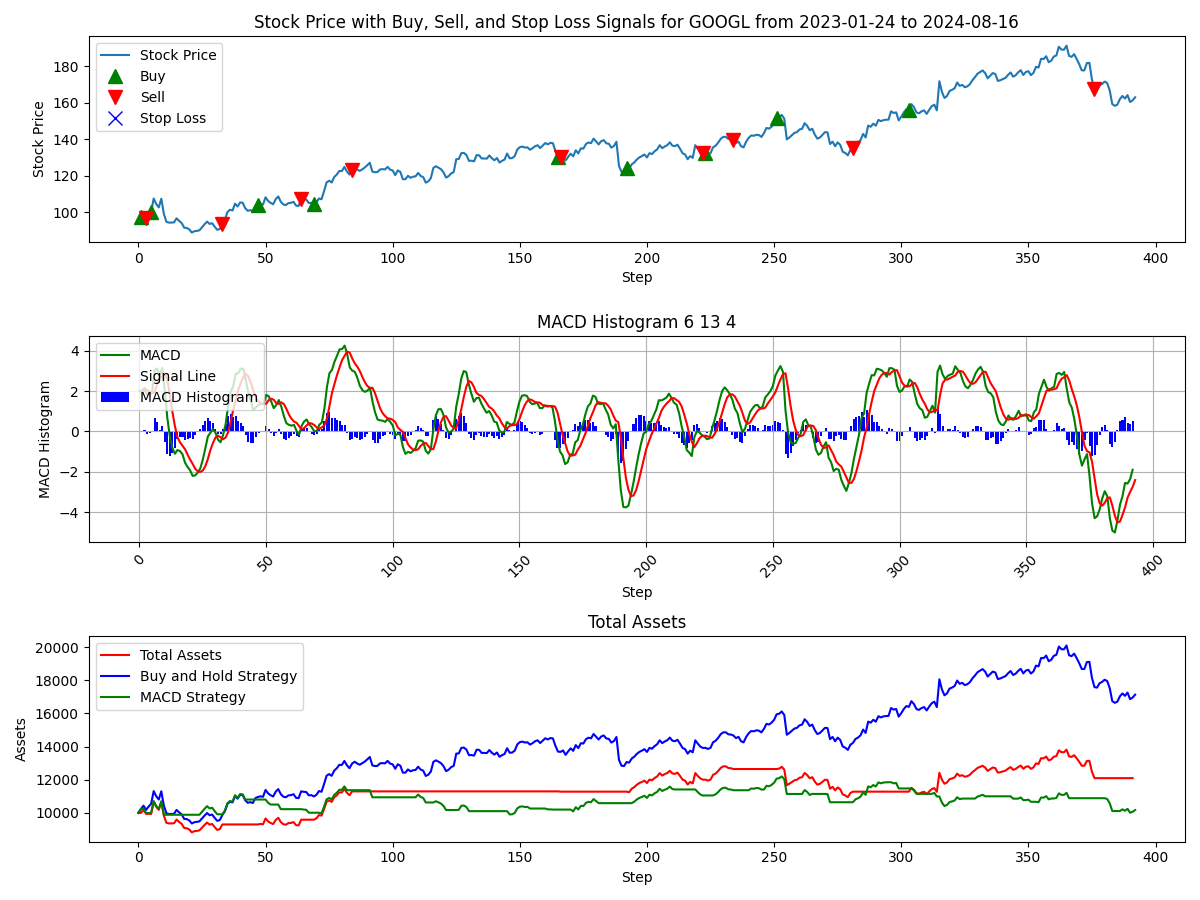 Stock Price with Buy, Sell, and Stop Loss Signals for GOOGL from 2023-01-24 to 2024-08-16
Stock Price
Buy
Sell
Stop Loss
Stock Price
180
160
140
120
100
0 50 100 150 200 250 300 350 400
Step
MACD Histogram 6 13 4
MACD
Signal Line
MACD Histogram
MACD Histogram
4
2
0
−2
−4
0 50 100 150 200 250 300 350 400
Step
Total Assets
Total Assets
Buy and Hold Strategy
MACD Strategy
Assets
20000
18000
16000
14000
12000
10000
0 50 100 150 200 250 300 350 400
Step